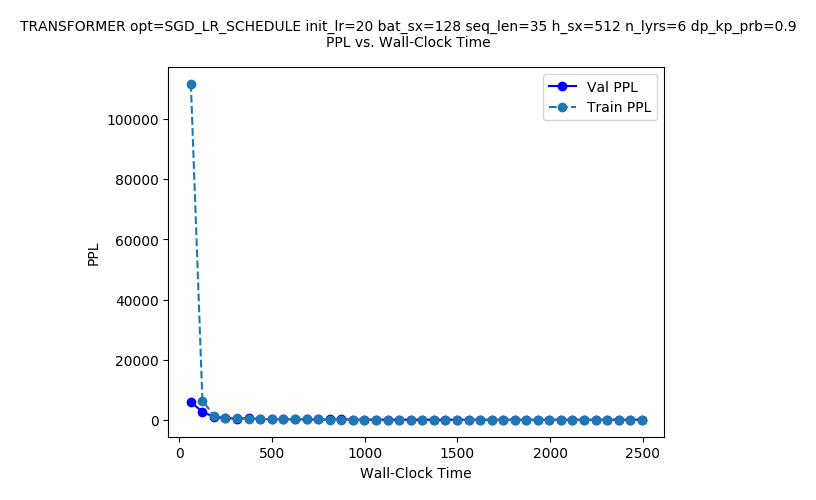 TRANSFORMER opt=SGD_LR_SCHEDULE init_lr=20 bat_sx=128 seq_len=35 h_sx=512 n_lyrs=6 dp_kp_prb=0.9
PPL vs. Wall-Clock Time
Val PPL
Train PPL
100000
80000
60000
40000
20000
0
PPL
0 500 1000 1500 2000 2500
Wall-Clock Time